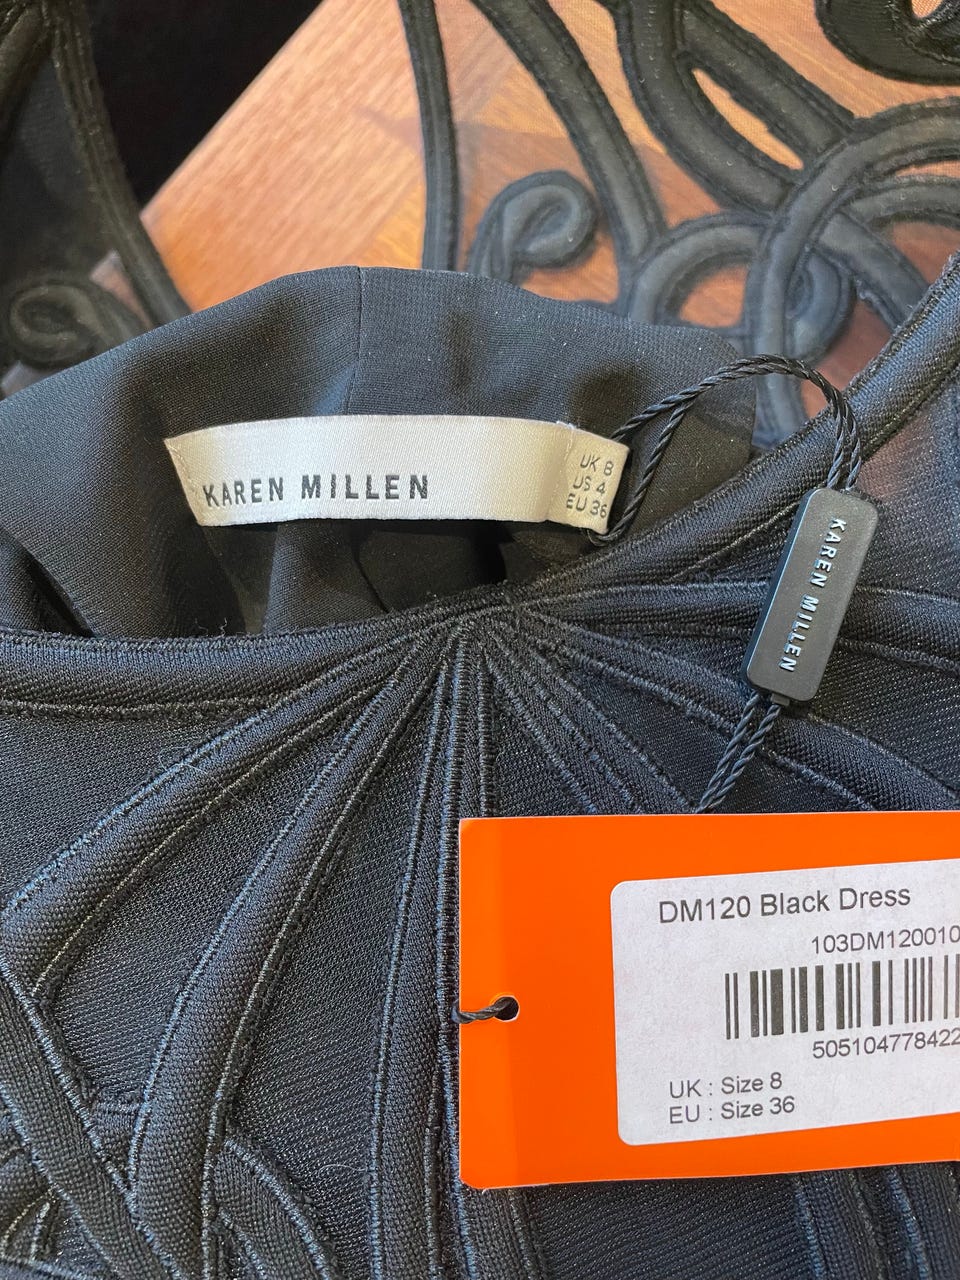 KAREN MILLEN
UK 8
US 4
EU 36
KAREN MILLEN
DM120 Black Dress
103DM120010
505104778422
UK : Size 8
EU : Size 36